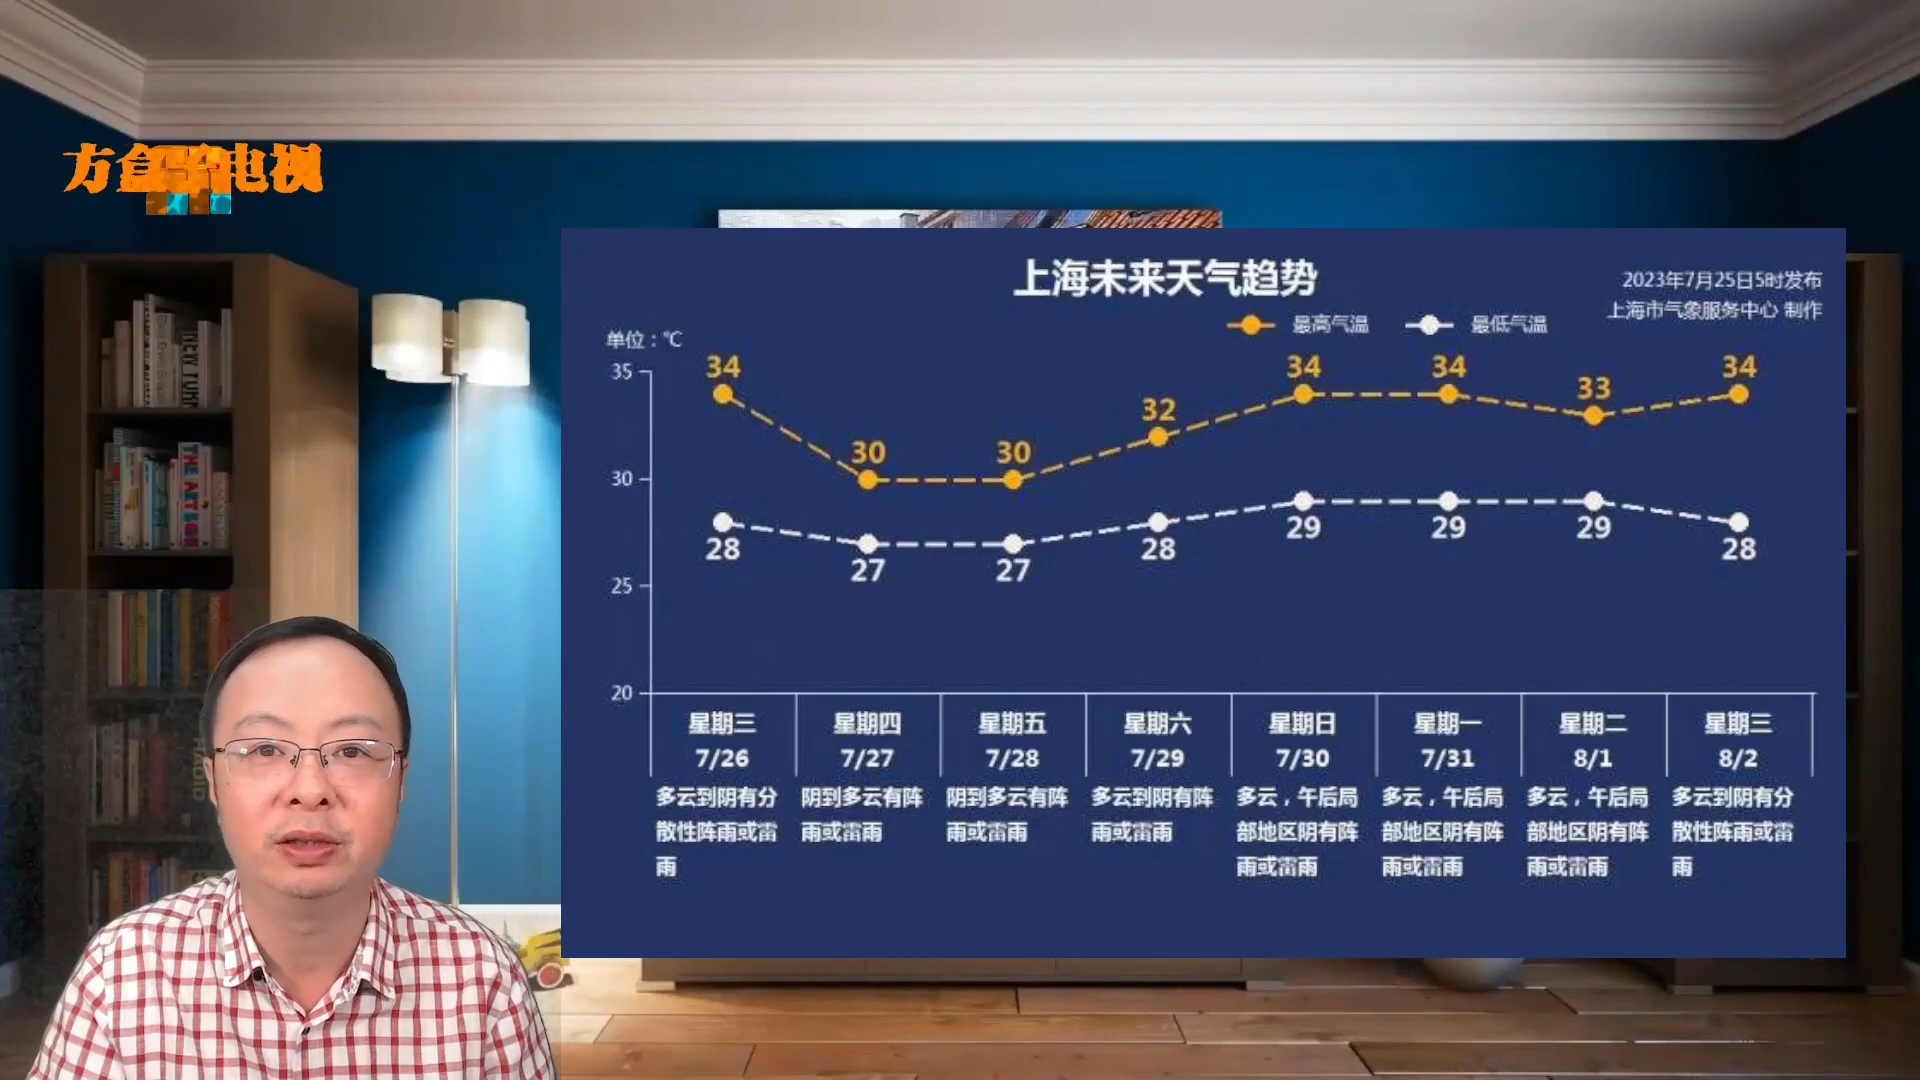 方盒子电视
NEW YORK
THE ART BOOK
上海未来天气趋势
2023年7月25日5时发布
上海市气象服务中心 制作
最高气温
最低气温
单位：℃
35
30
25
20
34
30
30
32
34
34
33
34
28
27
27
28
29
29
29
28
星期三
7/26
多云到阴有分
散性阵雨或雷
雨
星期四
7/27
阴到多云有阵
雨或雷雨
星期五
7/28
阴到多云有阵
雨或雷雨
星期六
7/29
多云到阴有阵
雨或雷雨
星期日
7/30
多云，午后局
部地区阴有阵
雨或雷雨
星期一
7/31
多云，午后局
部地区阴有阵
雨或雷雨
星期二
8/1
多云，午后局
部地区阴有阵
雨或雷雨
星期三
8/2
多云到阴有分
散性阵雨或雷
雨